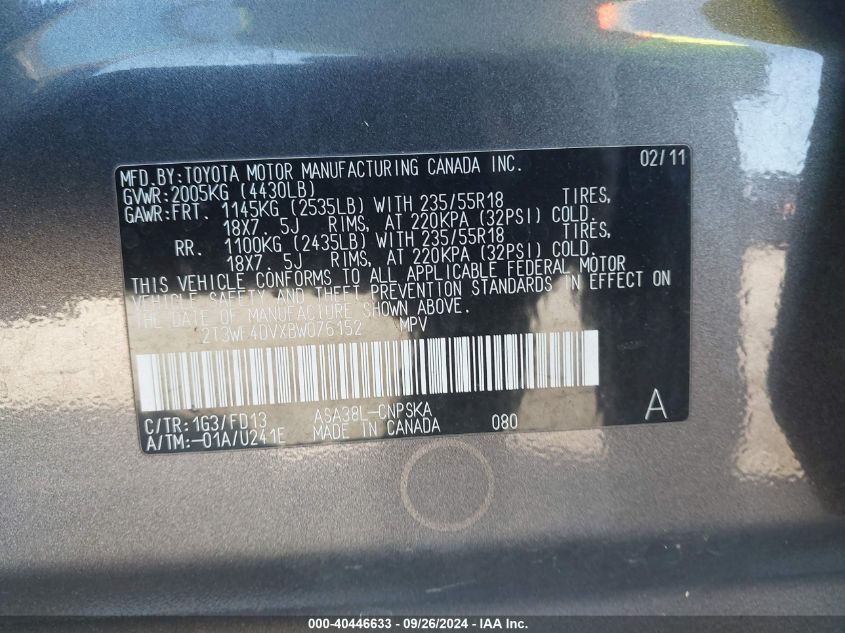 MFD.BY:TOYOTA MOTOR MANUFACTURING CANADA INC. 02/11
GVWR:2005KG (4430LB)
GAWR:FRT. 1145KG (2535LB) WITH 235/55R18 TIRES,
18X7. 5J RIMS, AT 220KPA (32PSI) COLD.
RR. 1100KG (2435LB) WITH 235/55R18 TIRES,
18X7. 5J RIMS, AT 220KPA (32PSI) COLD.
THIS VEHICLE CONFORMS TO ALL APPLICABLE FEDERAL MOTOR
VEHICLE SAFETY AND THEFT PREVENTION STANDARDS IN EFFECT ON
THE DATE OF MANUFACTURE SHOWN ABOVE.
2T3WF4DVXBW076152 MPV
C/TR:1G3/FD13 ASA38L-CNPSKA
A/TM:-01A/U241E MADE IN CANADA 080 A
000-40446633 - 09/26/2024 - IAA Inc.